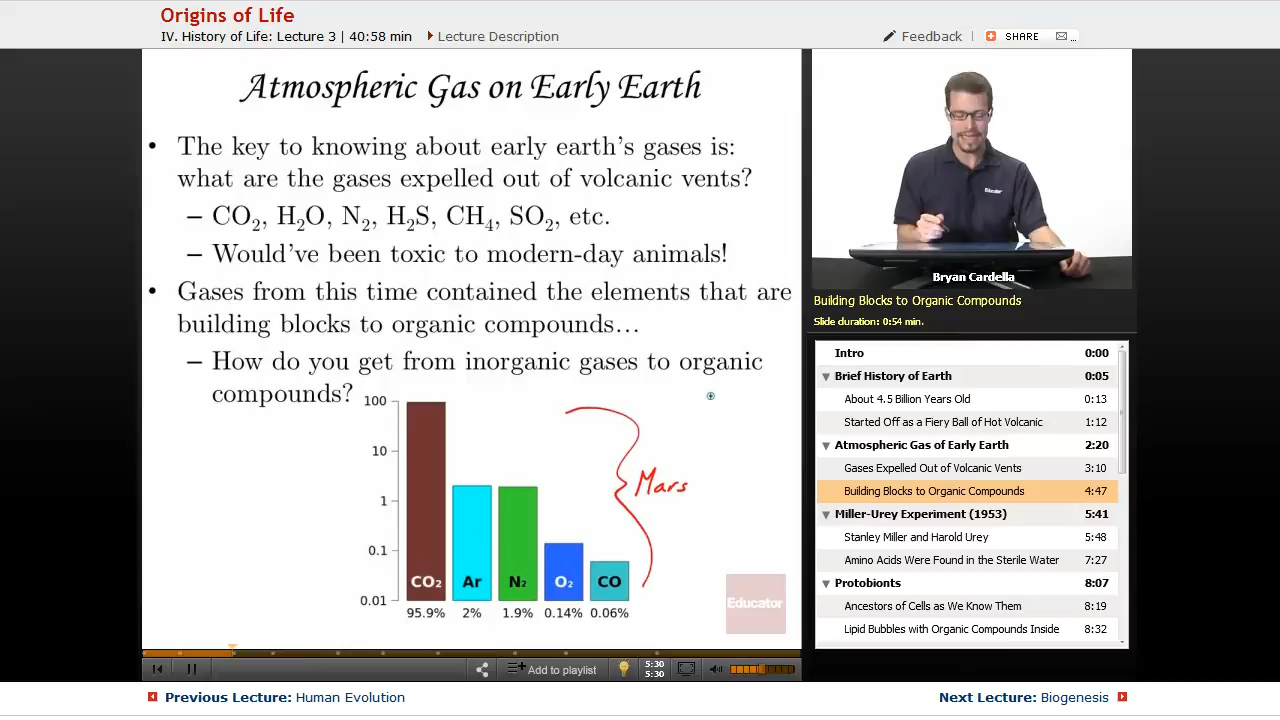 Origins of Life
IV. History of Life: Lecture 3 | 40:58 min
Lecture Description
Feedback
SHARE
...
Atmospheric Gas on Early Earth
• The key to knowing about early earth's gases is:
what are the gases expelled out of volcanic vents?
– CO₂, H₂O, N₂, H₂S, CH₄, SO₂, etc.
– Would've been toxic to modern-day animals!
• Gases from this time contained the elements that are
building blocks to organic compounds…
– How do you get from inorganic gases to organic
compounds?
100
10
1
0.1
0.01
CO₂ Ar N₂ O₂ CO
95.9% 2% 1.9% 0.14% 0.06%
Mars
Educator
Educator
Bryan Cardella
Building Blocks to Organic Compounds
Slide duration: 0:54 min.
Intro 0:00
Brief History of Earth 0:05
About 4.5 Billion Years Old 0:13
Started Off as a Fiery Ball of Hot Volcanic 1:12
Atmospheric Gas of Early Earth 2:20
Gases Expelled Out of Volcanic Vents 3:10
Building Blocks to Organic Compounds 4:47
Miller-Urey Experiment (1953) 5:41
Stanley Miller and Harold Urey 5:48
Amino Acids Were Found in the Sterile Water 7:27
Protobionts 8:07
Ancestors of Cells as We Know Them 8:19
Lipid Bubbles with Organic Compounds Inside 8:32
Add to playlist
5:30
5:30
Previous Lecture: Human Evolution
Next Lecture: Biogenesis